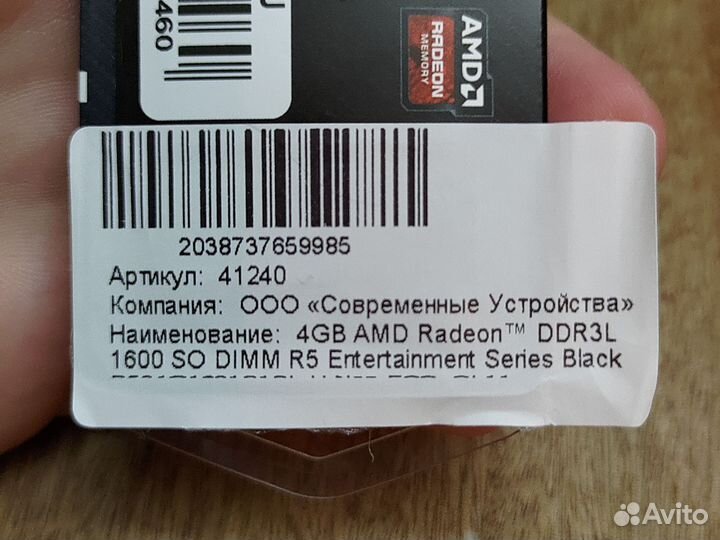 460
U
AMD
RADEON
MEMORY
2038737659985
Артикул: 41240
Компания: ООО «Современные Устройства»
Наименование: 4GB AMD Radeon™ DDR3L
1600 SO DIMM R5 Entertainment Series Black
Avito